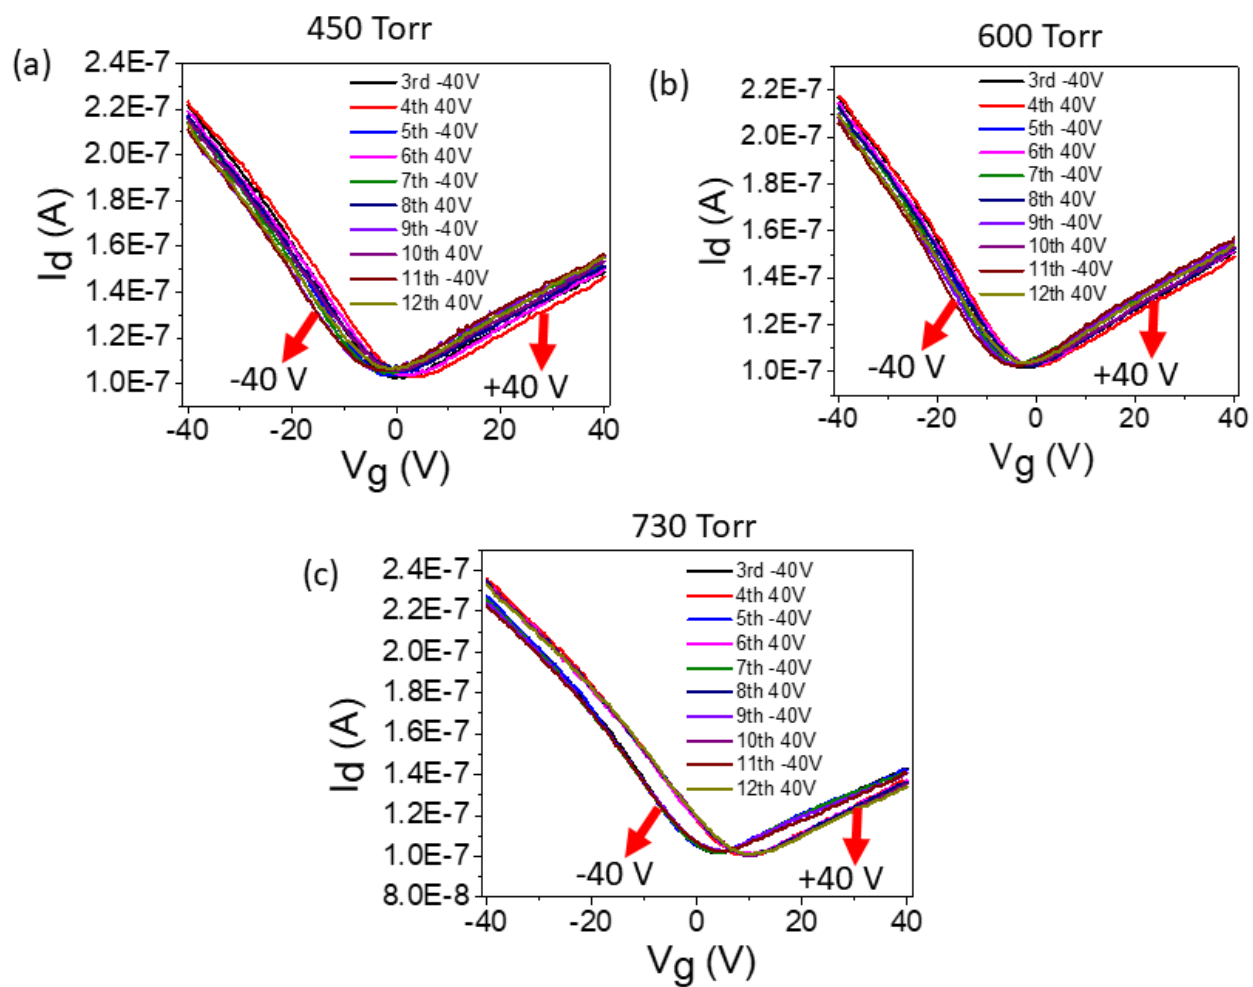 450 Torr
(a)
2.4E-7
2.2E-7
2.0E-7
1.8E-7
1.6E-7
1.4E-7
1.2E-7
1.0E-7
Id (A)
3rd -40V
4th 40V
5th -40V
6th 40V
7th -40V
8th 40V
9th -40V
10th 40V
11th -40V
12th 40V
-40 V
+40 V
-40 -20 0 20 40
Vg (V)
600 Torr
(b)
2.2E-7
2.0E-7
1.8E-7
1.6E-7
1.4E-7
1.2E-7
1.0E-7
Id (A)
3rd -40V
4th 40V
5th -40V
6th 40V
7th -40V
8th 40V
9th -40V
10th 40V
11th -40V
12th 40V
-40 V
+40 V
-40 -20 0 20 40
Vg (V)
730 Torr
(c)
2.4E-7
2.2E-7
2.0E-7
1.8E-7
1.6E-7
1.4E-7
1.2E-7
1.0E-7
8.0E-8
Id (A)
3rd -40V
4th 40V
5th -40V
6th 40V
7th -40V
8th 40V
9th -40V
10th 40V
11th -40V
12th 40V
-40 V
+40 V
-40 -20 0 20 40
Vg (V)